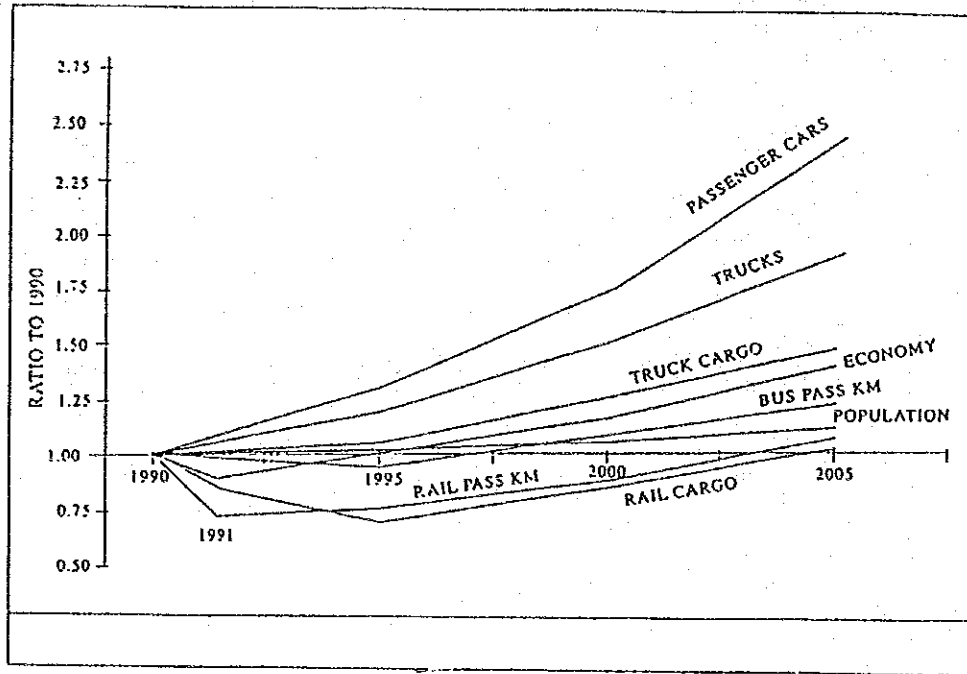 2.75
2.50
2.25
2.00
1.75
1.50
1.25
1.00
0.75
0.50
RATIO TO 1990
PASSENGER CARS
TRUCKS
TRUCK CARGO
ECONOMY
BUS PASS KM
POPULATION
1990
1995
2000
2005
RAIL PASS KM
RAIL CARGO
1991